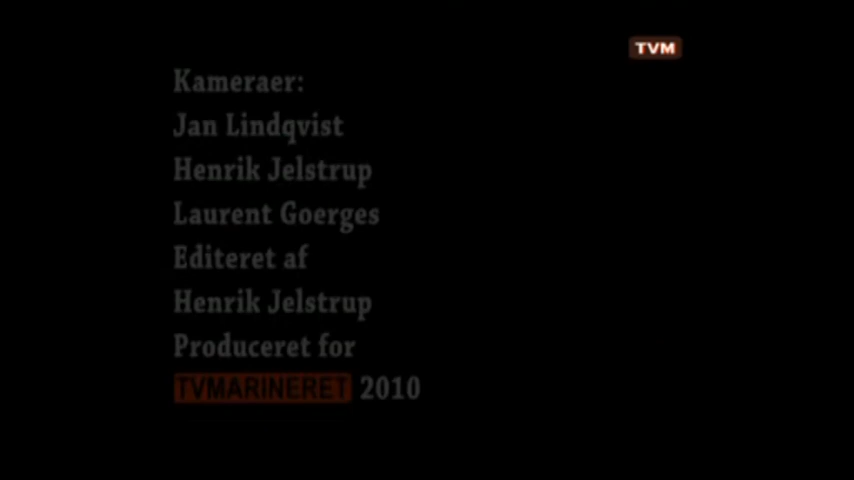 TVM
Kameraer:
Jan Lindqvist
Henrik Jelstrup
Laurent Goerges
Editeret af
Henrik Jelstrup
Produceret for
TVMARINERET 2010